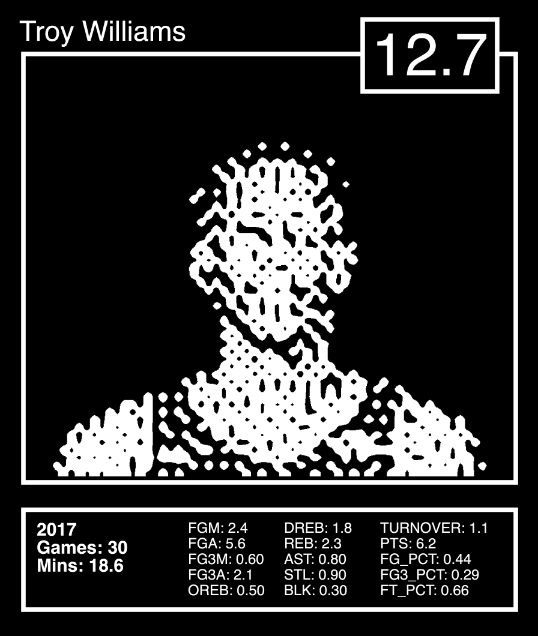 Troy Williams
12.7
2017
Games: 30
Mins: 18.6
FGM: 2.4
FGA: 5.6
FG3M: 0.60
FG3A: 2.1
OREB: 0.50
DREB: 1.8
REB: 2.3
AST: 0.80
STL: 0.90
BLK: 0.30
TURNOVER: 1.1
PTS: 6.2
FG_PCT: 0.44
FG3_PCT: 0.29
FT_PCT: 0.66